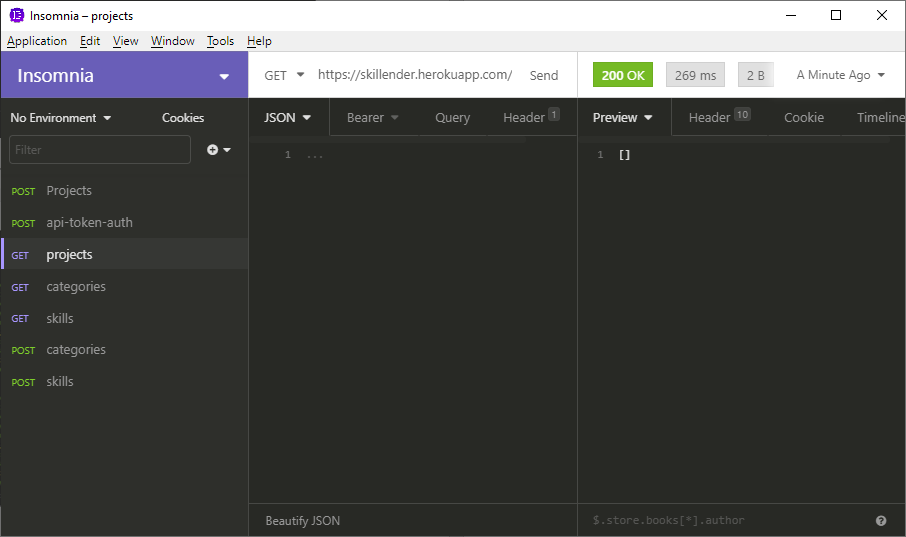 Insomnia – projects
Application Edit View Window Tools Help
Insomnia
GET https://skillender.herokuapp.com/ Send
200 OK 269 ms 2 B A Minute Ago
No Environment Cookies
JSON Bearer Query Header 1
Preview Header 10 Cookie Timeline
Filter
1 ...
1 []
POST Projects
POST api-token-auth
GET projects
GET categories
GET skills
POST categories
POST skills
Beautify JSON
$.store.books[*].author